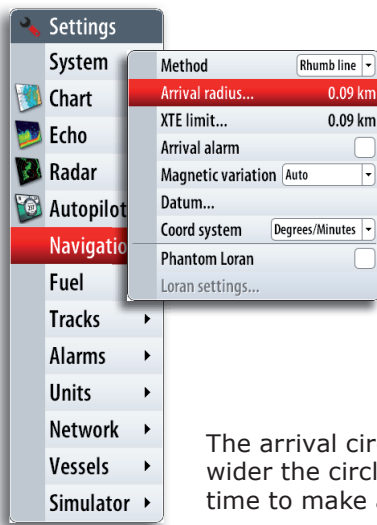 Settings
System
Chart
Echo
Radar
Autopilot
Navigatio
Fuel
Tracks
Alarms
Units
Network
Vessels
Simulator
Method Rhumb line
Arrival radius... 0.09 km
XTE limit... 0.09 km
Arrival alarm
Magnetic variation Auto
Datum...
Coord system Degrees/Minutes
Phantom Loran
Loran settings...
The arrival cir
wider the circl
time to make a